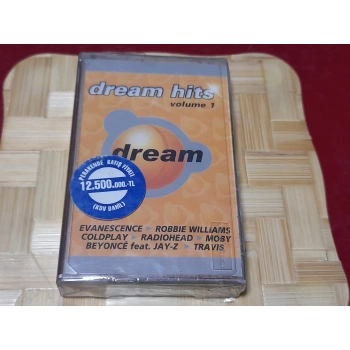 dream hits
volume 1
dream
PERAKENDE SATIŞ FİYATI
12.500.000.-TL
(KDV DAHİL)
EVANESCENCE - ROBBIE WILLIAMS
COLDPLAY - RADIOHEAD - MOBY
BEYONCÉ feat. JAY-Z - TRAVIS